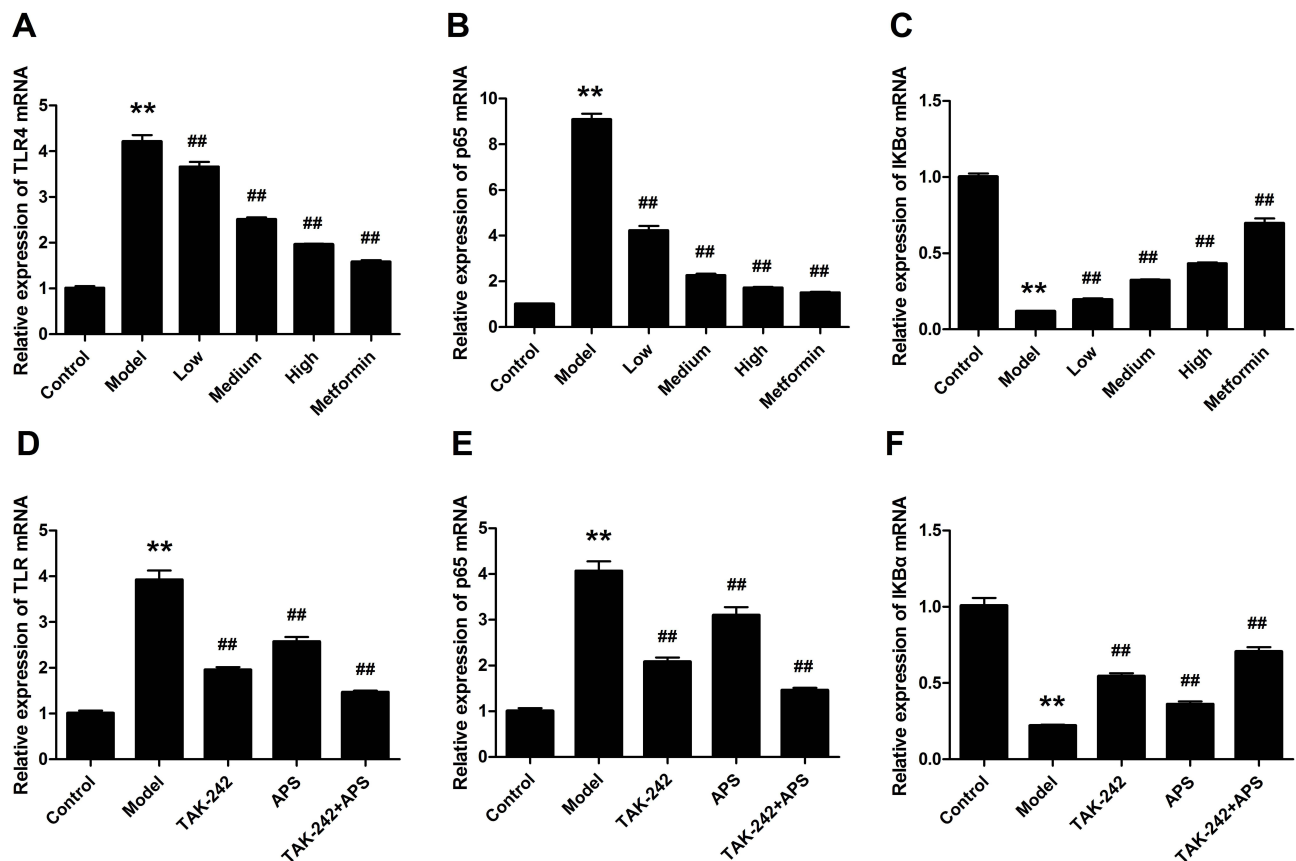 A
Relative expression of TLR4 mRNA
5
4
3
2
1
0
**
##
##
##
##
Control
Model
Low
Medium
High
Metformin
B
Relative expression of p65 mRNA
10
8
6
4
2
0
**
##
##
##
##
Control
Model
Low
Medium
High
Metformin
C
Relative expression of IKBα mRNA
1.5
1.0
0.5
0.0
**
##
##
##
##
Control
Model
Low
Medium
High
Metformin
D
Relative expression of TLR mRNA
5
4
3
2
1
0
**
##
##
##
Control
Model
TAK-242
APS
TAK-242+APS
E
Relative expression of p65 mRNA
5
4
3
2
1
0
**
##
##
##
Control
Model
TAK-242
APS
TAK-242+APS
F
Relative expression of IKBα mRNA
1.5
1.0
0.5
0.0
**
##
##
##
Control
Model
TAK-242
APS
TAK-242+APS